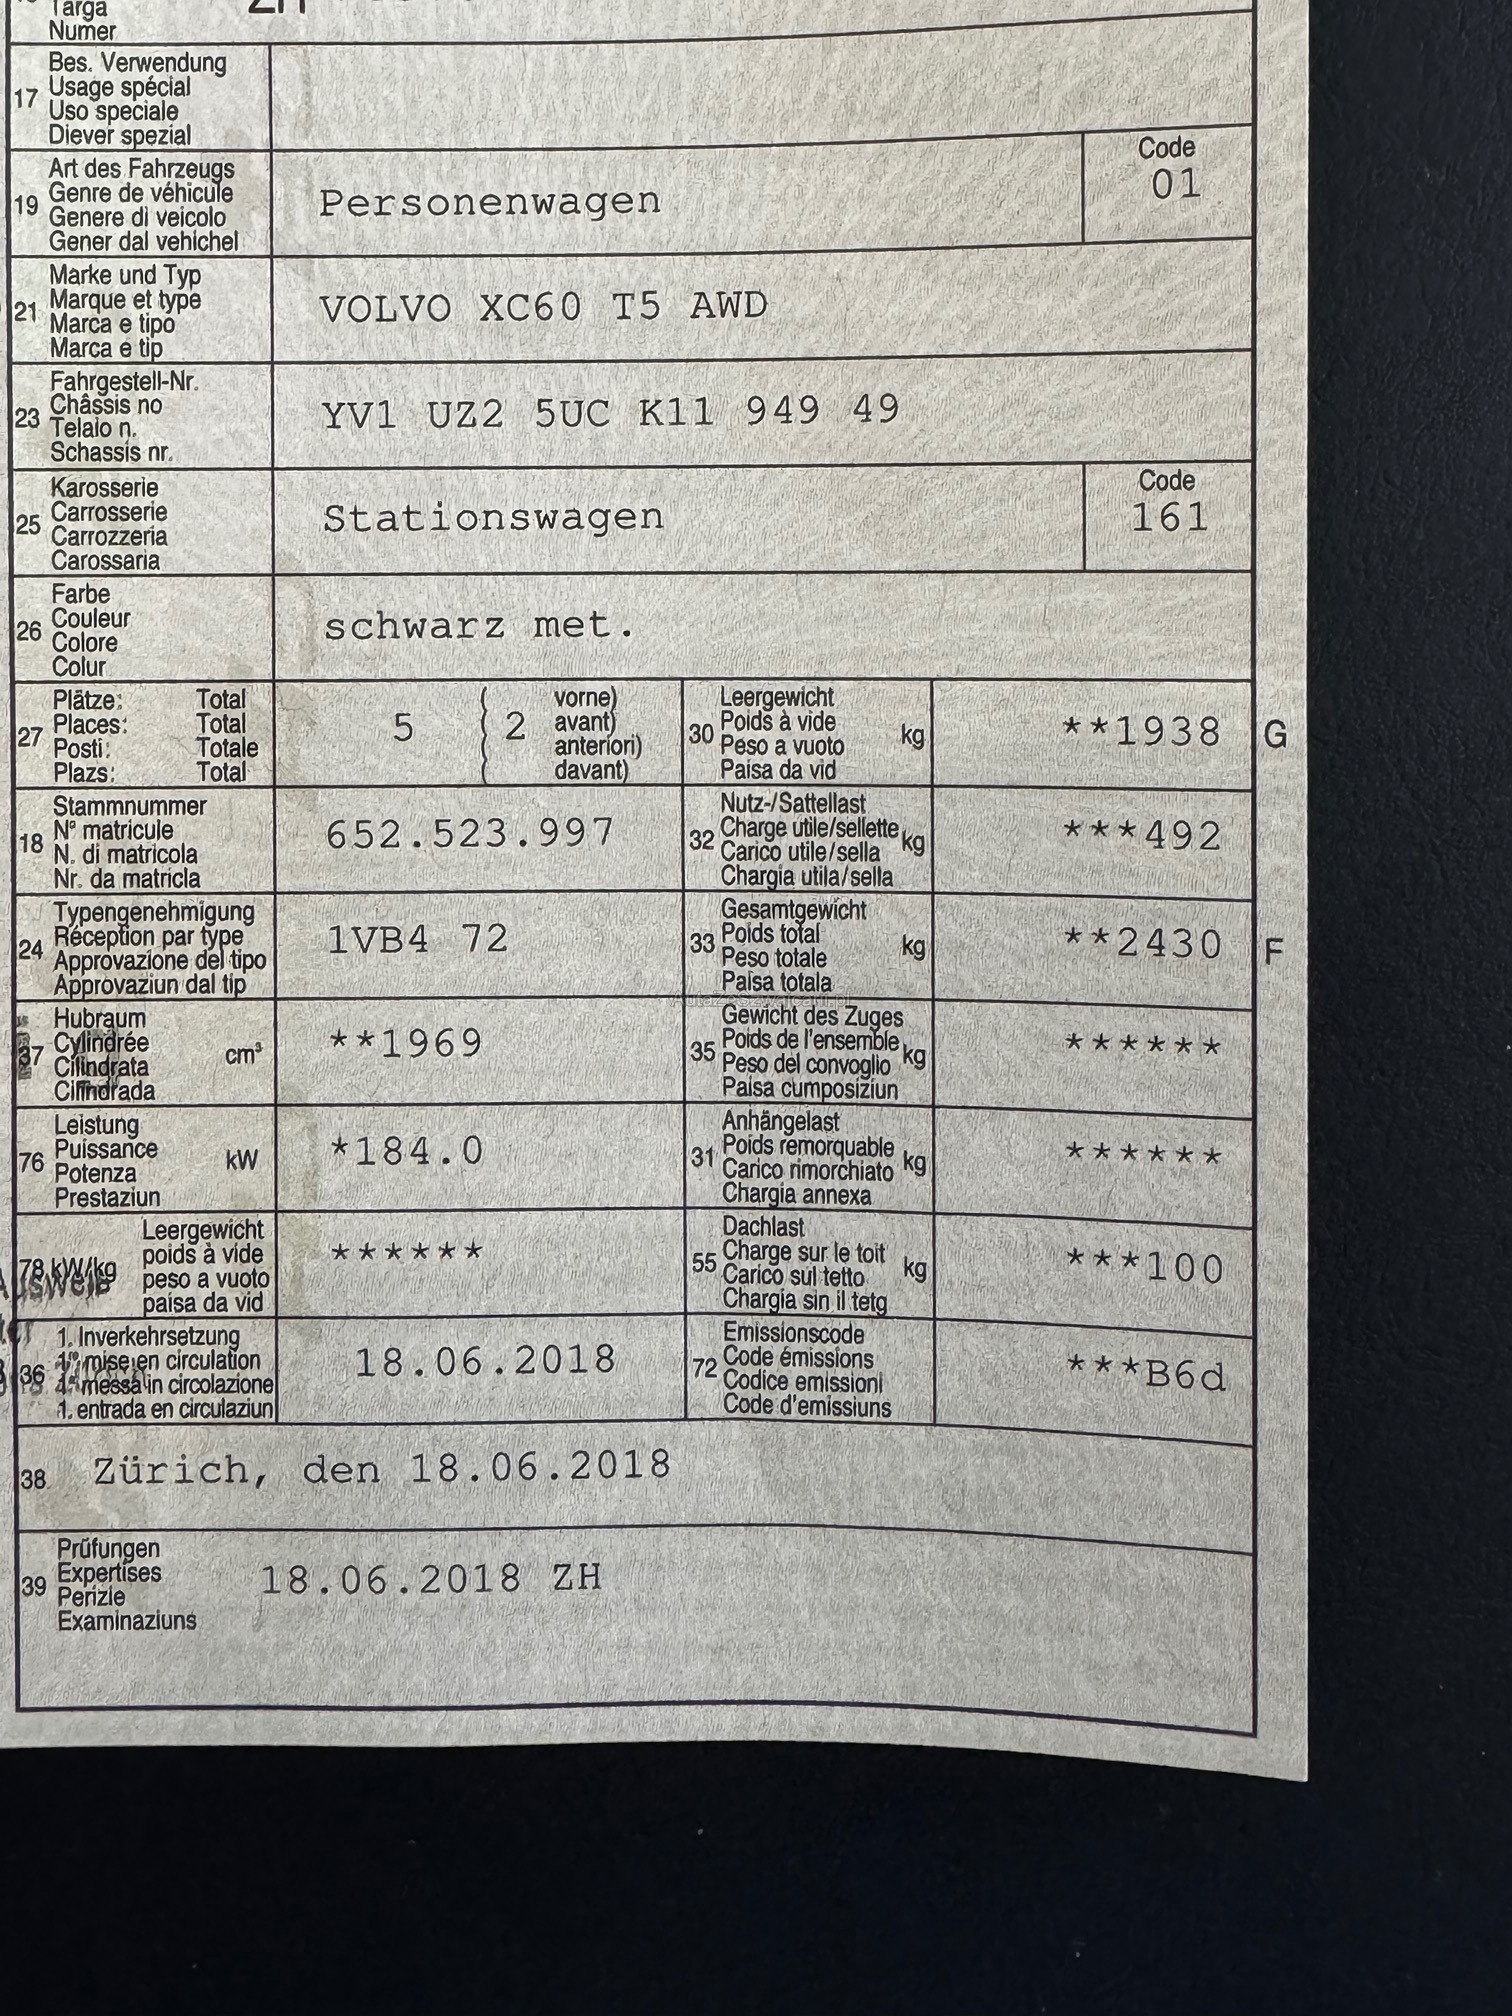 Targa
Numer
ZH
17 Bes. Verwendung
Usage spécial
Uso speciale
Diever spezial
19 Art des Fahrzeugs
Genre de véhicule
Genere di veicolo
Gener dal vehichel
Personenwagen
Code
01
21 Marke und Typ
Marque et type
Marca e tipo
Marca e tip
VOLVO XC60 T5 AWD
23 Fahrgestell-Nr.
Châssis no
Telaio n.
Schassis nr.
YV1 UZ2 5UC K11 949 49
25 Karosserie
Carrosserie
Carrozzeria
Carossaria
Stationswagen
Code
161
26 Farbe
Couleur
Colore
Colur
schwarz met.
27 Plätze: Total
Places: Total
Posti: Totale
Plazs: Total
5 ( 2 vorne)
avant)
anteriori)
davant)
30 Leergewicht
Poids à vide kg
Peso a vuoto
Paisa da vid
**1938 G
18 Stammnummer
Nº matricule
N. di matricola
Nr. da matricla
652.523.997
32 Nutz-/Sattellast
Charge utile/sellette kg
Carico utile/sella
Chargia utila/sella
***492
24 Typengenehmigung
Réception par type
Approvazione del tipo
Approvaziun dal tip
1VB4 72
33 Gesamtgewicht
Poids total kg
Peso totale
Paisa totala
**2430 F
37 Hubraum
Cylindrée cm³
Cilindrata
Cilindrada
**1969
35 Gewicht des Zuges
Poids de l'ensemble kg
Peso del convoglio
Paisa cumposiziun
******
76 Leistung
Puissance kW
Potenza
Prestaziun
*184.0
31 Anhängelast
Poids remorquable kg
Carico rimorchiato
Chargia annexa
******
78 kW/kg Leergewicht
poids à vide
peso a vuoto
paisa da vid
******
55 Dachlast
Charge sur le toit kg
Carico sul tetto
Chargia sin il tetg
***100
36 1. Inverkehrsetzung
1re mise en circulation
1a messa in circolazione
1. entrada en circulaziun
18.06.2018
72 Emissionscode
Code émissions
Codice emissioni
Code d'emissiuns
***B6d
38 Zürich, den 18.06.2018
39 Prüfungen
Expertises
Perizie
Examinaziuns
18.06.2018 ZH